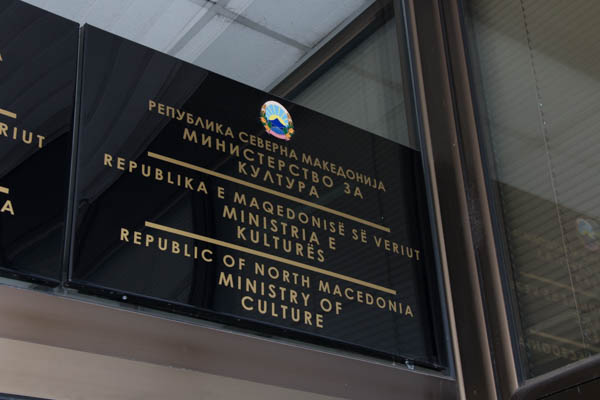 РЕПУБЛИКА СЕВЕРНА МАКЕДОНИЈА
МИНИСТЕРСТВО ЗА
КУЛТУРА
REPUBLIKA E MAQEDONISË SË VERIUT
MINISTRIA E
KULTURËS
REPUBLIC OF NORTH MACEDONIA
MINISTRY OF
CULTURE